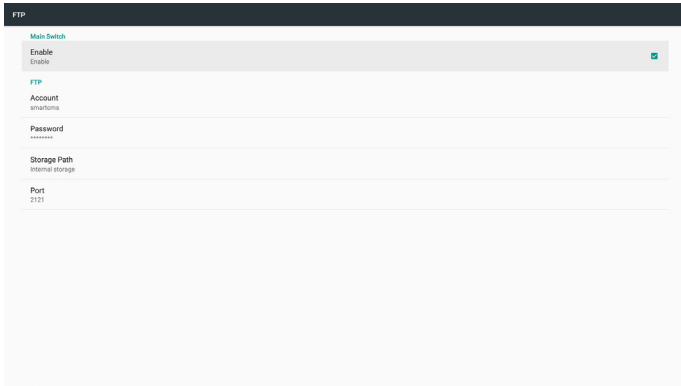 FTP
Main Switch
Enable
Enable
FTP
Account
smartcms
Password
********
Storage Path
Internal storage
Port
2121